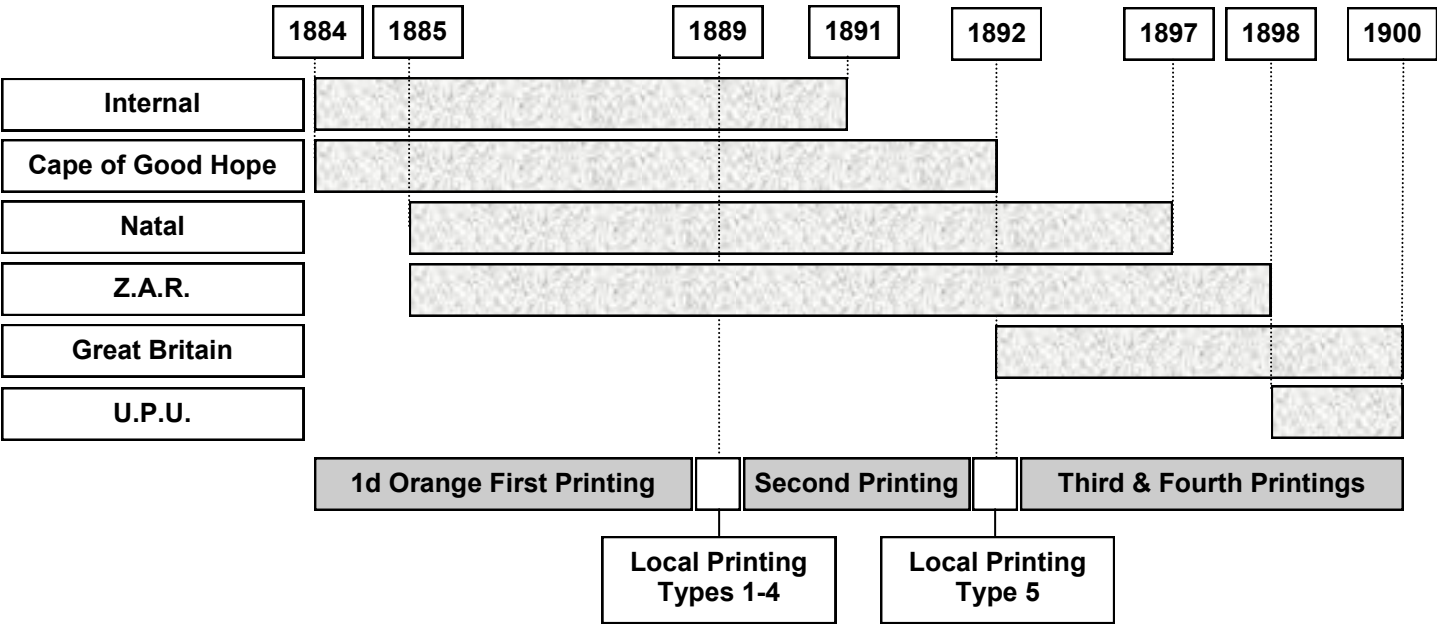 1884 1885 1889 1891 1892 1897 1898 1900
Internal
Cape of Good Hope
Natal
Z.A.R.
Great Britain
U.P.U.
1d Orange First Printing Second Printing Third & Fourth Printings
Local Printing
Types 1-4
Local Printing
Type 5